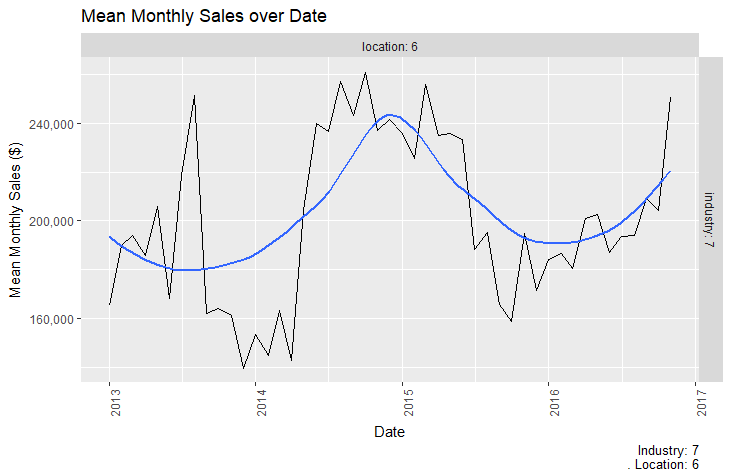 Mean Monthly Sales over Date
location: 6
240,000
200,000
160,000
Mean Monthly Sales ($)
industry: 7
2013
2014
2015
2016
2017
Date
Industry: 7
. Location: 6